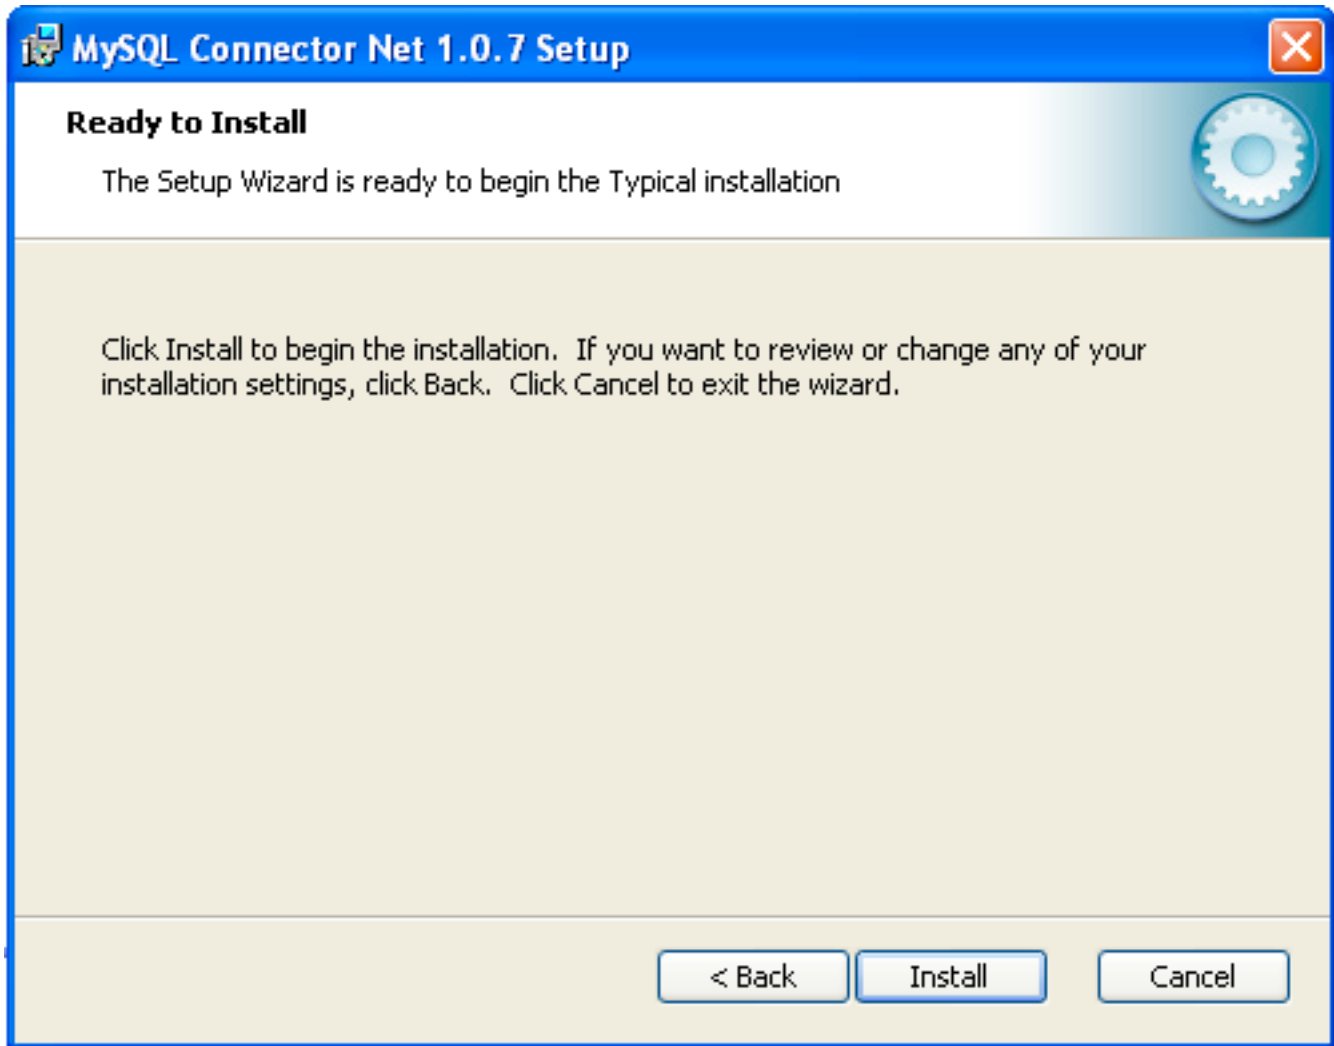 MySQL Connector Net 1.0.7 Setup
Ready to Install
The Setup Wizard is ready to begin the Typical installation
Click Install to begin the installation.  If you want to review or change any of your
installation settings, click Back.  Click Cancel to exit the wizard.
< Back
Install
Cancel